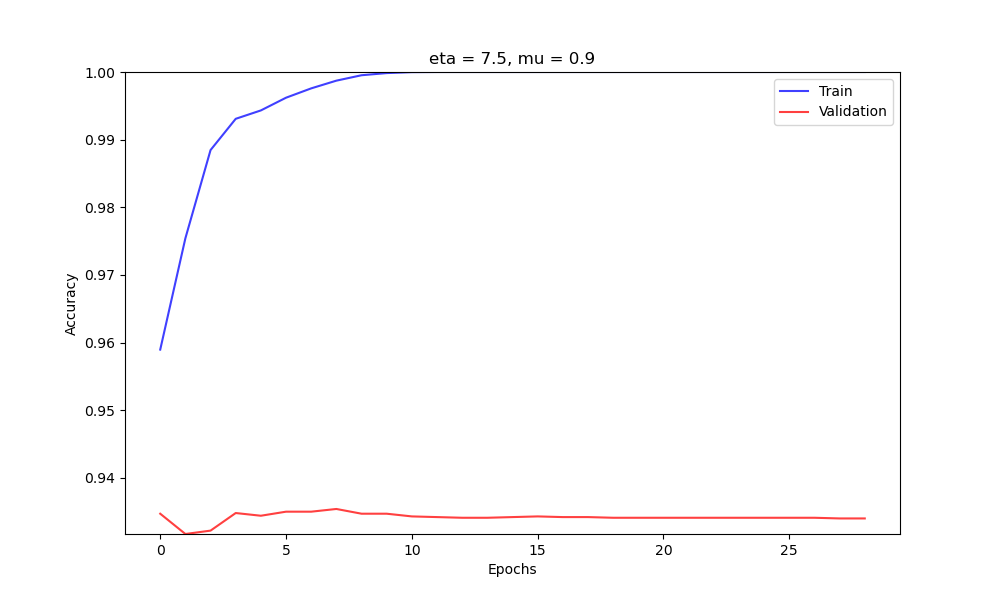 eta = 7.5, mu = 0.9
1.00
0.99
0.98
0.97
0.96
0.95
0.94
Accuracy
Train
Validation
0 5 10 15 20 25
Epochs